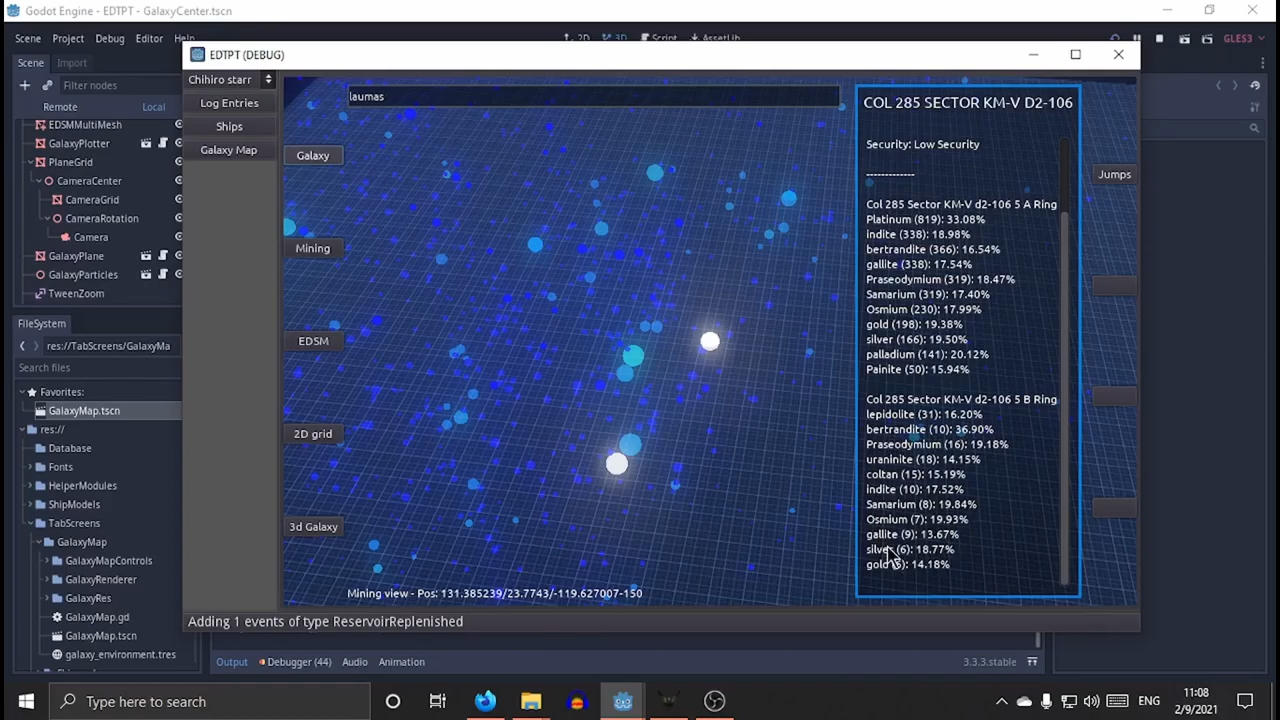 Godot Engine - EDTPT - GalaxyCenter.tscn
Scene Project Debug Editor Help
2D 3D Script AssetLib
GLES3
EDTPT (DEBUG)
Scene Import
Filter nodes
Remote Local
EDSMMultiMesh
GalaxyPlotter
PlaneGrid
CameraCenter
CameraGrid
CameraRotation
Camera
GalaxyPlane
GalaxyParticles
TweenZoom
FileSystem
res://TabScreens/GalaxyMa
Search files
Favorites:
GalaxyMap.tscn
res://
Database
Fonts
HelperModules
ShipModels
TabScreens
GalaxyMap
GalaxyMapControls
GalaxyRenderer
GalaxyRes
GalaxyMap.gd
GalaxyMap.tscn
galaxy_environment.tres
Chihiro starr
Log Entries
Ships
Galaxy Map
laumas
Galaxy
Mining
EDSM
2D grid
3d Galaxy
Mining view - Pos: 131.385239/23.7743/-119.627007-150
COL 285 SECTOR KM-V D2-106
Security: Low Security
-------------
Col 285 Sector KM-V d2-106 5 A Ring
Platinum (819): 33.08%
indite (338): 18.98%
bertrandite (366): 16.54%
gallite (338): 17.54%
Praseodymium (319): 18.47%
Samarium (319): 17.40%
Osmium (230): 17.99%
gold (198): 19.38%
silver (166): 19.50%
palladium (141): 20.12%
Painite (50): 15.94%
Col 285 Sector KM-V d2-106 5 B Ring
lepidolite (31): 16.20%
bertrandite (10): 36.90%
Praseodymium (16): 19.18%
uraninite (18): 14.15%
coltan (15): 15.19%
indite (10): 17.52%
Samarium (8): 19.84%
Osmium (7): 19.93%
gallite (9): 13.67%
silver (6): 18.77%
gold 14.18%
Jumps
Adding 1 events of type ReservoirReplenished
Output Debugger (44) Audio Animation
3.3.3.stable
Type here to search
ENG
11:08
2/9/2021